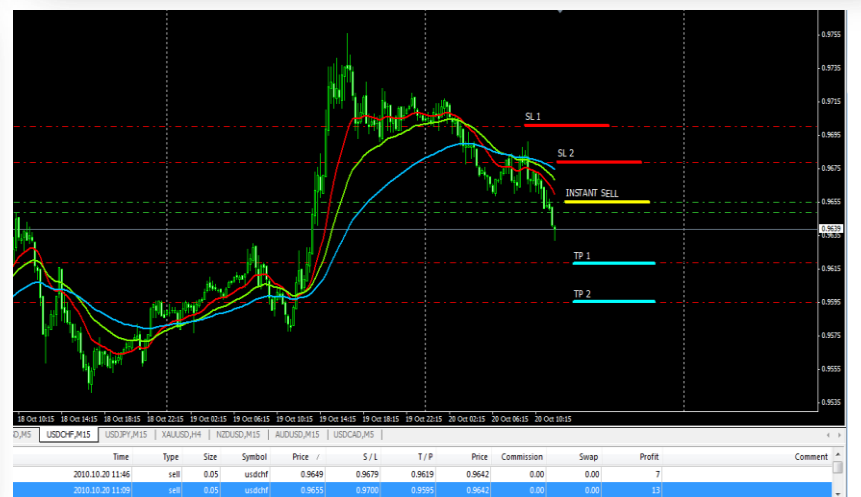 0.9755
0.9735
0.9715
SL 1
0.9695
SL 2
0.9675
INSTANT SELL
0.9655
0.9639
0.9635
TP 1
0.9615
TP 2
0.9595
0.9575
0.9555
0.9535
18 Oct 10:15 18 Oct 14:15 18 Oct 18:15 18 Oct 22:15 19 Oct 02:15 19 Oct 06:15 19 Oct 10:15 19 Oct 14:15 19 Oct 18:15 19 Oct 22:15 20 Oct 02:15 20 Oct 06:15 20 Oct 10:15
D,M5 USDCHF,M15 USDJPY,M15 XAUUSD,H4 NZDUSD,M15 AUDUSD,M15 USDCAD,M5
Time Type Size Symbol Price / S / L T / P Price Commission Swap Profit Comment
2010.10.20 11:46 sell 0.05 usdchf 0.9649 0.9679 0.9619 0.9642 0.00 0.00 7
2010.10.20 11:09 sell 0.05 usdchf 0.9655 0.9700 0.9595 0.9642 0.00 0.00 13